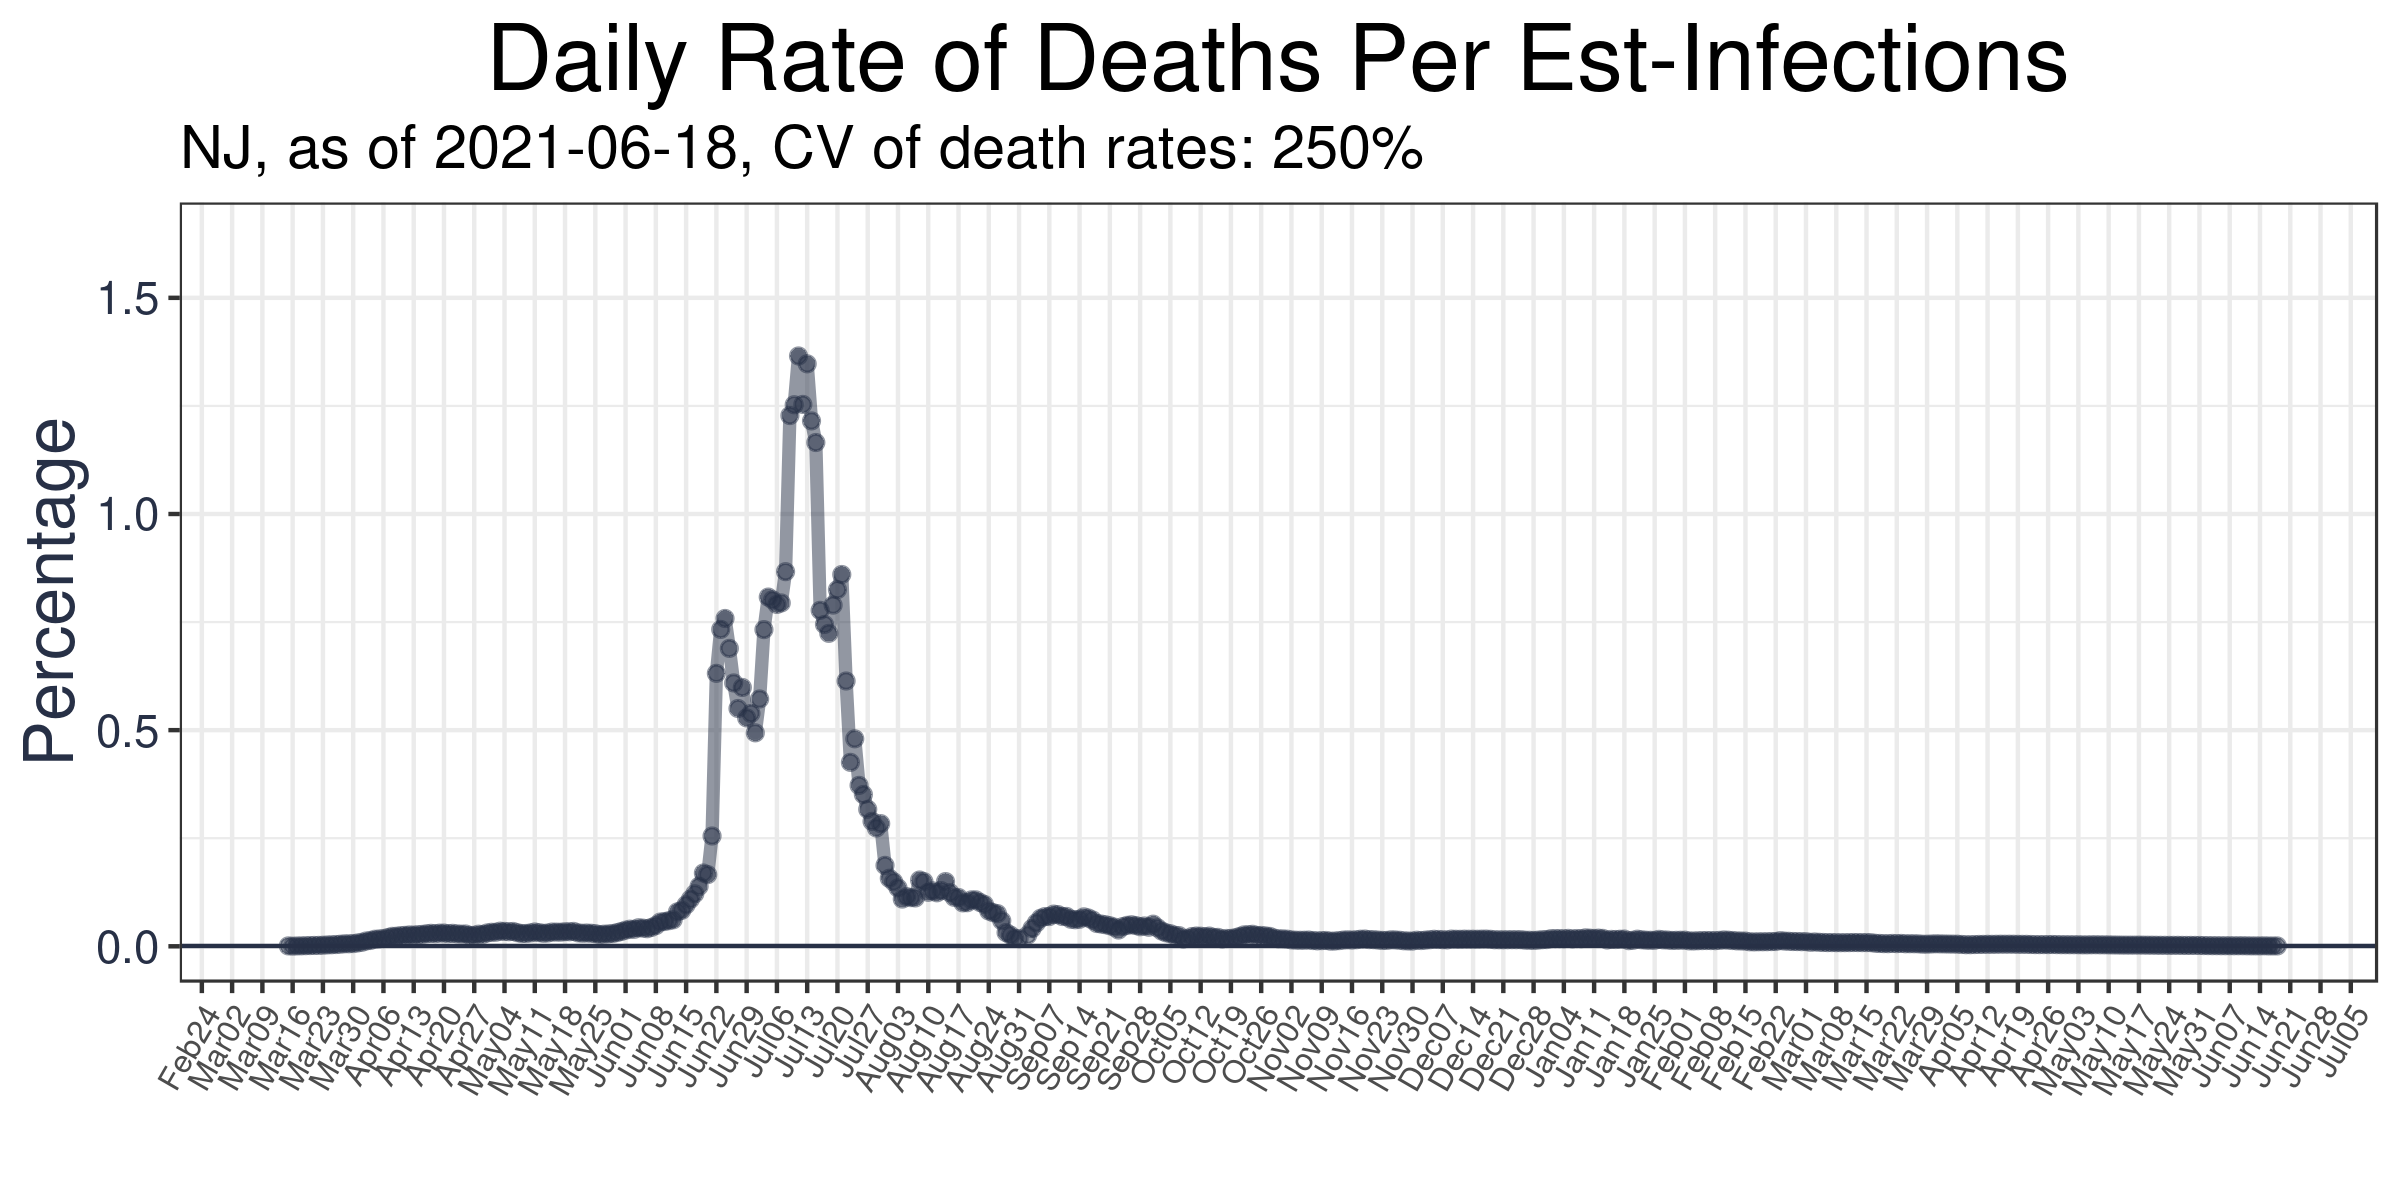 Daily Rate of Deaths Per Est-Infections
NJ, as of 2021-06-18, CV of death rates: 250%
Percentage
1.5
1.0
0.5
0.0
Feb24
Mar02
Mar09
Mar16
Mar23
Mar30
Apr06
Apr13
Apr20
Apr27
May04
May11
May18
May25
Jun01
Jun08
Jun15
Jun22
Jun29
Jul06
Jul13
Jul20
Jul27
Aug03
Aug10
Aug17
Aug24
Aug31
Sep07
Sep14
Sep21
Sep28
Oct05
Oct12
Oct19
Oct26
Nov02
Nov09
Nov16
Nov23
Nov30
Dec07
Dec14
Dec21
Dec28
Jan04
Jan11
Jan18
Jan25
Feb01
Feb08
Feb15
Feb22
Mar01
Mar08
Mar15
Mar22
Mar29
Apr05
Apr12
Apr19
Apr26
May03
May10
May17
May24
May31
Jun07
Jun14
Jun21
Jun28
Jul05